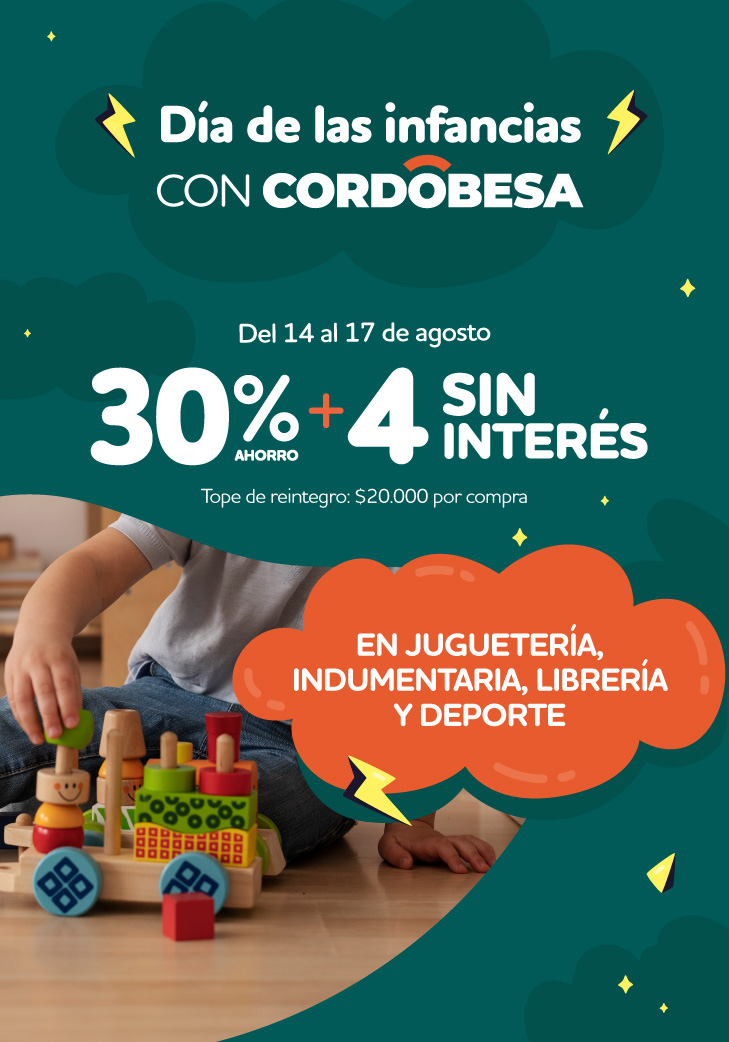 Día de las infancias
CON CORDOBESA
Del 14 al 17 de agosto
30% AHORRO + 4 SIN INTERÉS
Tope de reintegro: $20.000 por compra
EN JUGUETERÍA,
INDUMENTARIA, LIBRERÍA
Y DEPORTE